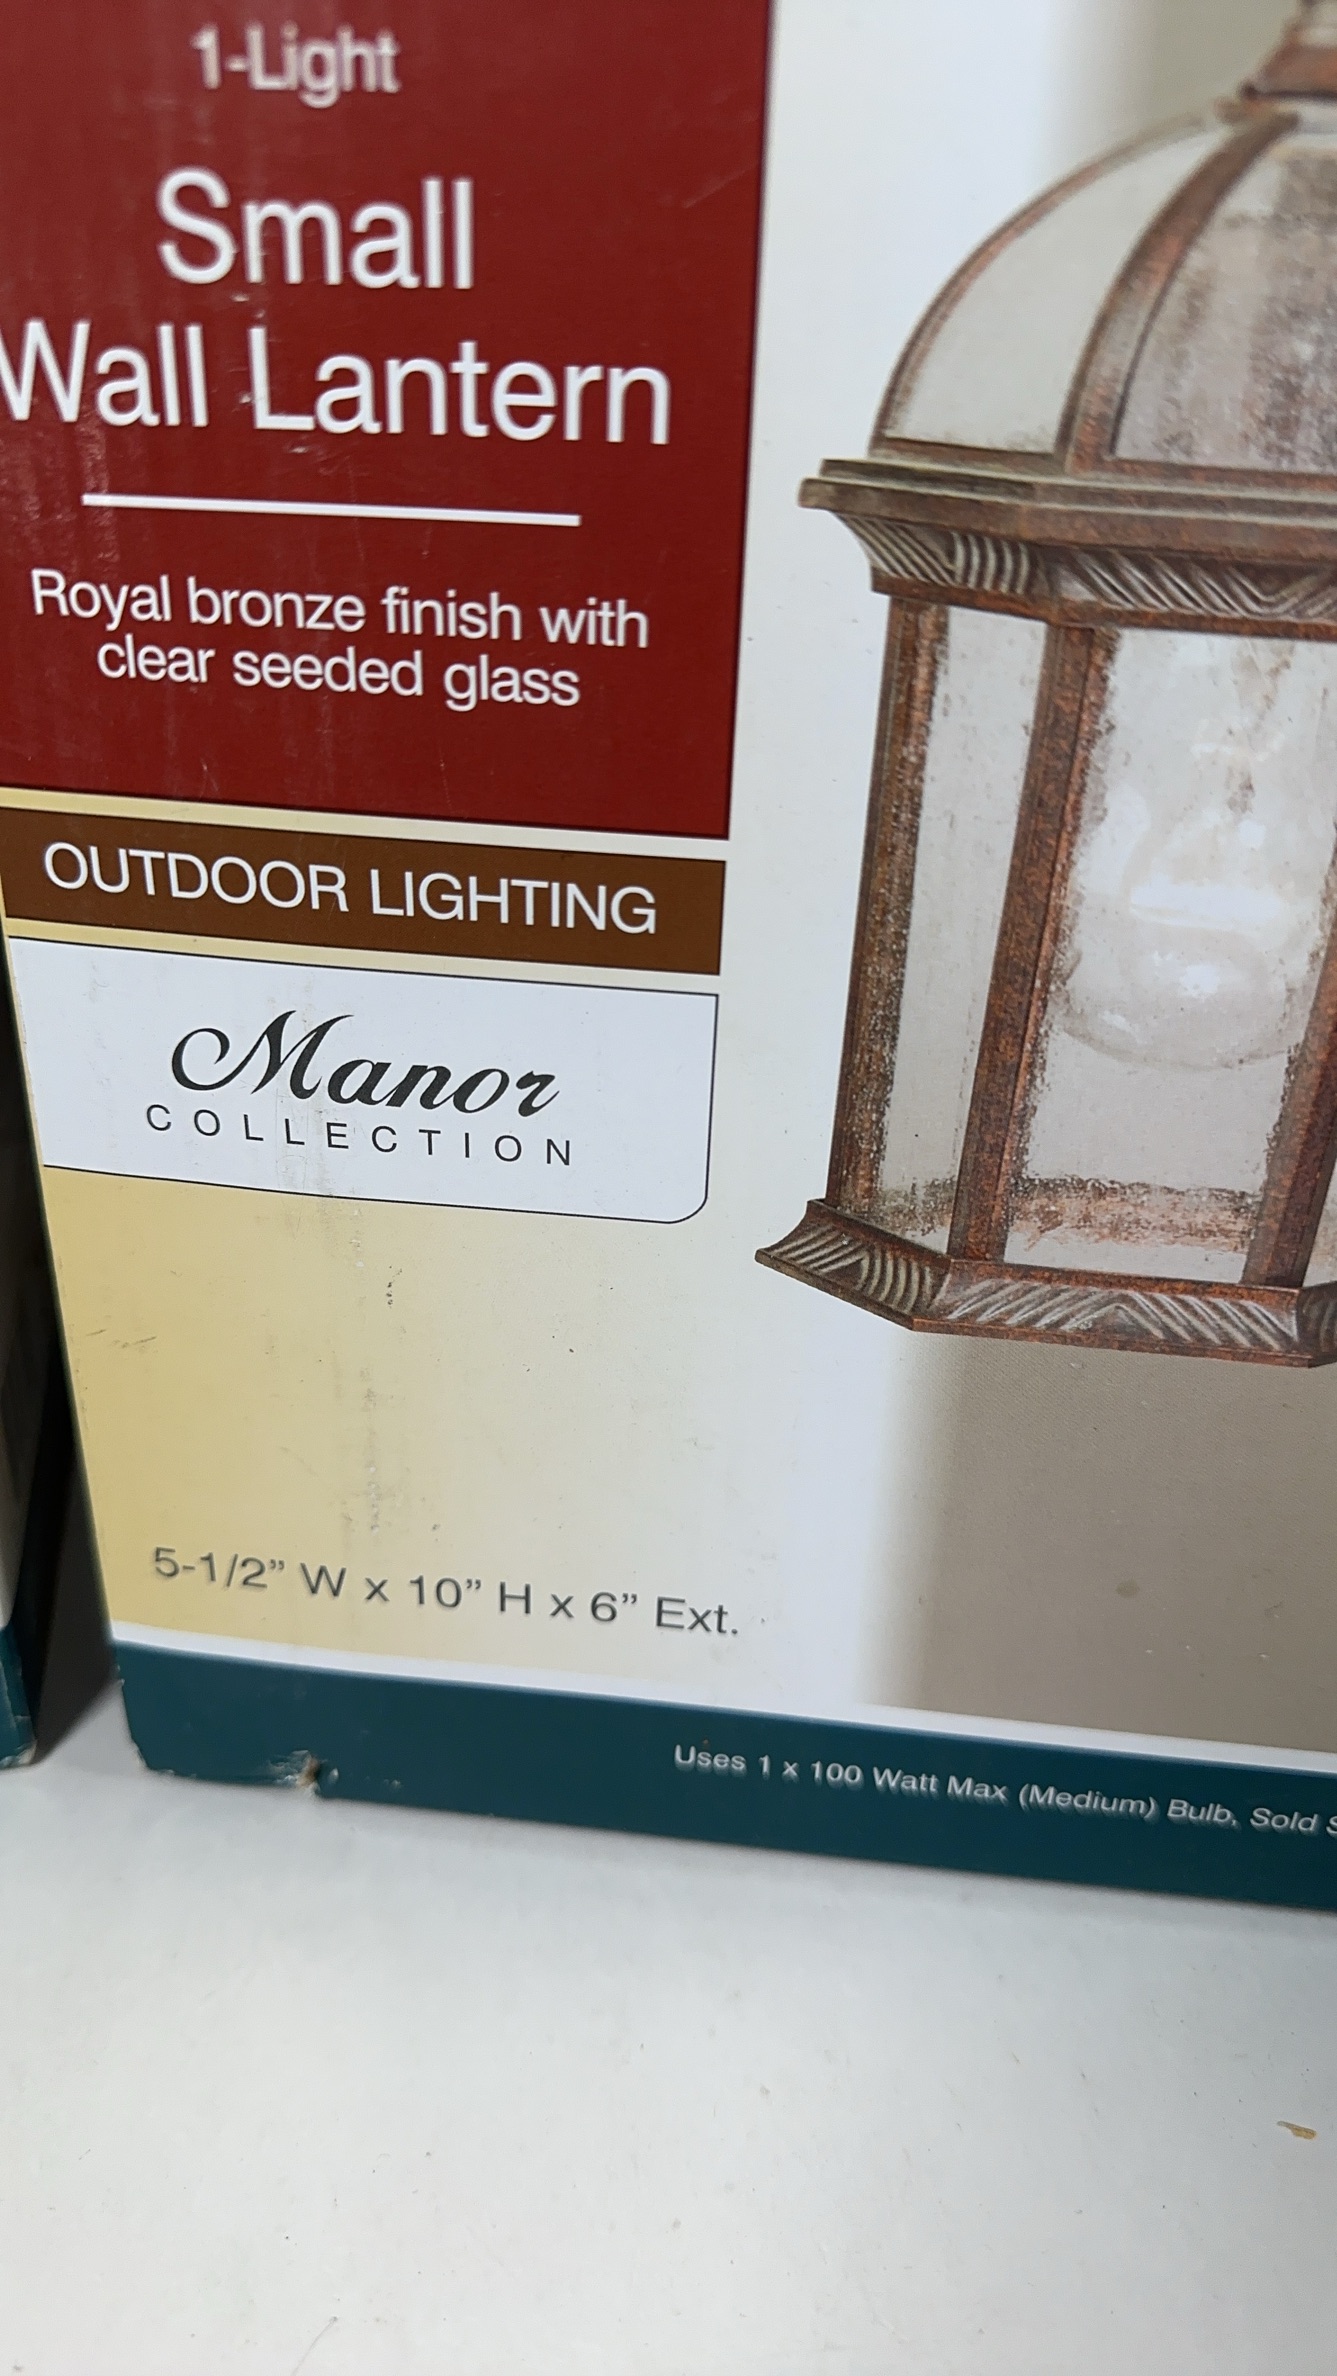 1-Light
Small
Wall Lantern
Royal bronze finish with
clear seeded glass
OUTDOOR LIGHTING
Manor
COLLECTION
5-1/2” W x 10” H x 6” Ext.
Uses 1 x 100 Watt Max (Medium) Bulb, Sold